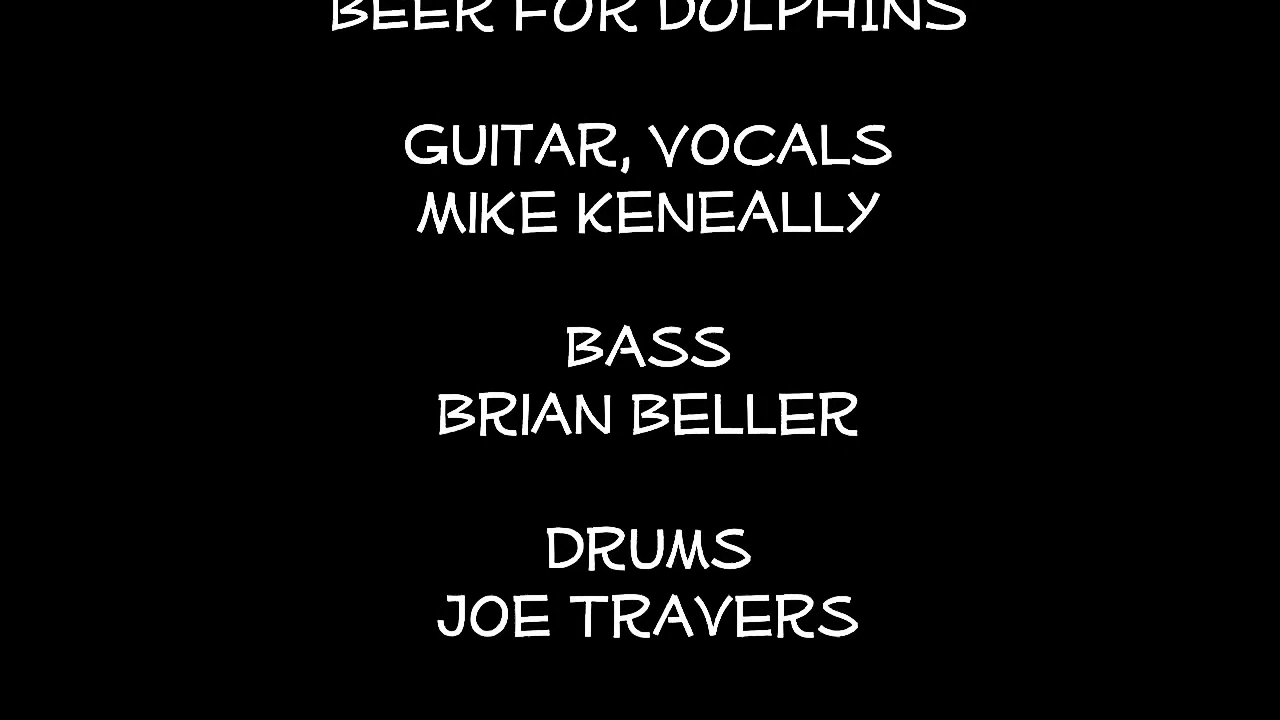 BEER FOR DOLPHINS
GUITAR, VOCALS
MIKE KENEALLY
BASS
BRIAN BELLER
DRUMS
JOE TRAVERS